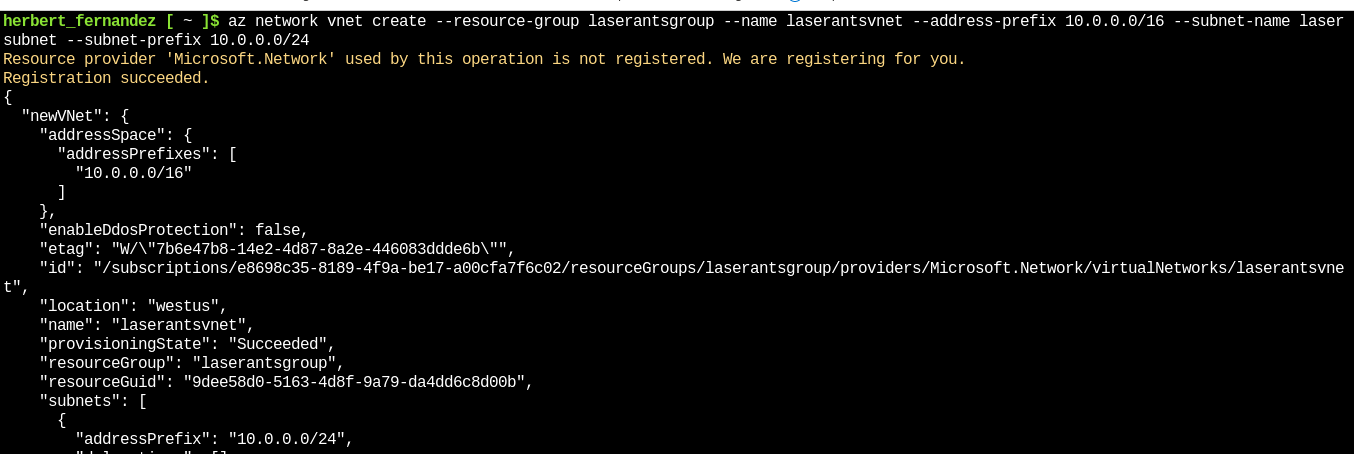 herbert_fernandez [ ~ ]$ az network vnet create --resource-group laserantsgroup --name laserantsvnet --address-prefix 10.0.0.0/16 --subnet-name laser
subnet --subnet-prefix 10.0.0.0/24
Resource provider 'Microsoft.Network' used by this operation is not registered. We are registering for you.
Registration succeeded.
{
  "newVNet": {
    "addressSpace": {
      "addressPrefixes": [
        "10.0.0.0/16"
      ]
    },
    "enableDdosProtection": false,
    "etag": "W/\"7b6e47b8-14e2-4d87-8a2e-446083ddde6b\"",
    "id": "/subscriptions/e8698c35-8189-4f9a-be17-a00cfa7f6c02/resourceGroups/laserantsgroup/providers/Microsoft.Network/virtualNetworks/laserantsvne
t",
    "location": "westus",
    "name": "laserantsvnet",
    "provisioningState": "Succeeded",
    "resourceGroup": "laserantsgroup",
    "resourceGuid": "9dee58d0-5163-4d8f-9a79-da4dd6c8d00b",
    "subnets": [
      {
        "addressPrefix": "10.0.0.0/24",